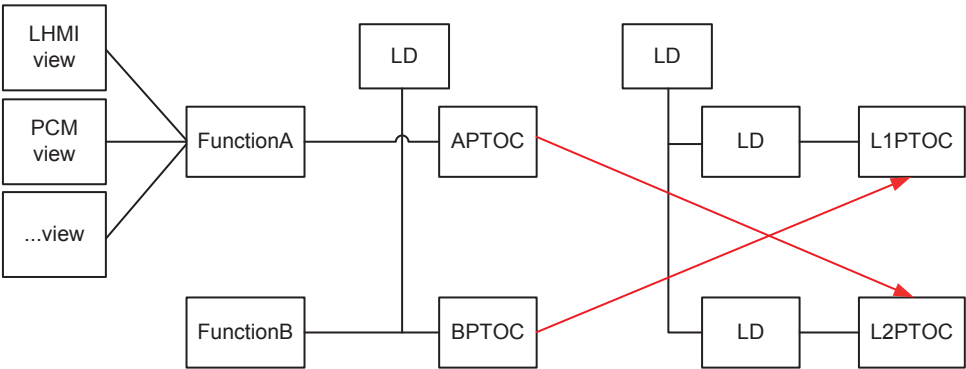 LHMI
view
LD
LD
PCM
view
FunctionA
APTOC
LD
L1PTOC
...view
FunctionB
BPTOC
LD
L2PTOC